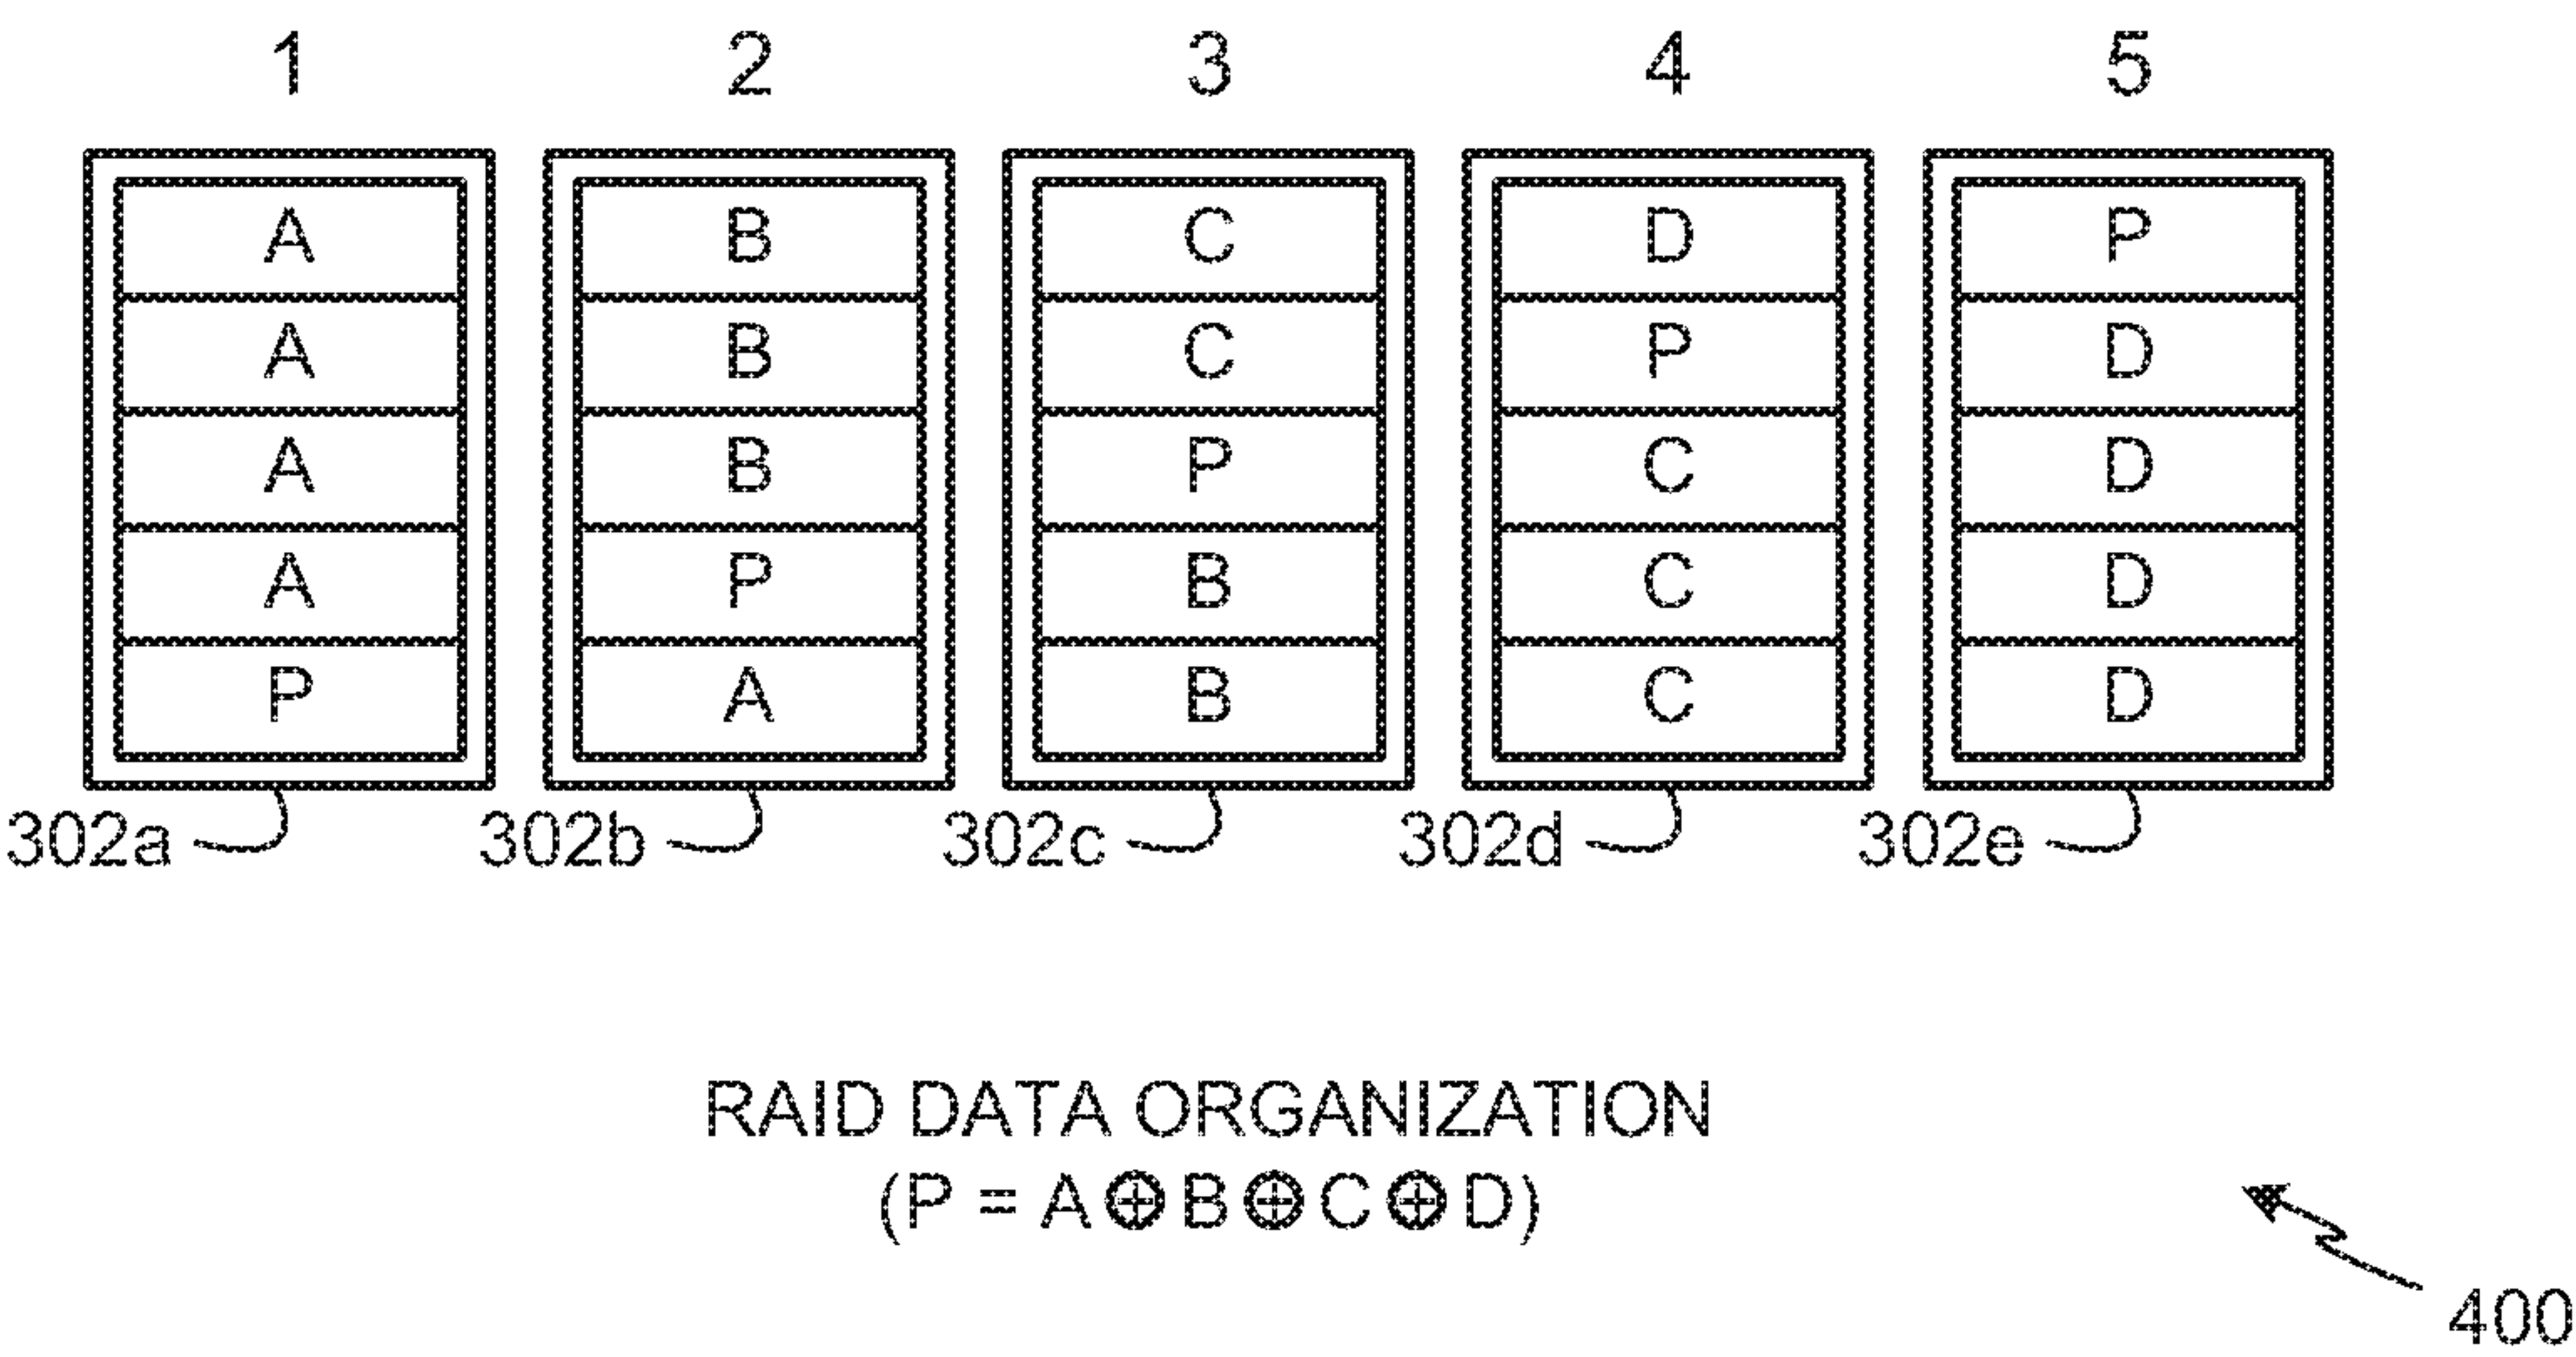 1 2 3 4 5
A B C D P
A B C P D
A B P C D
A P B C D
P A B C D
302a 302b 302c 302d 302e
RAID DATA ORGANIZATION
(P = A⊕B⊕C⊕D)
400